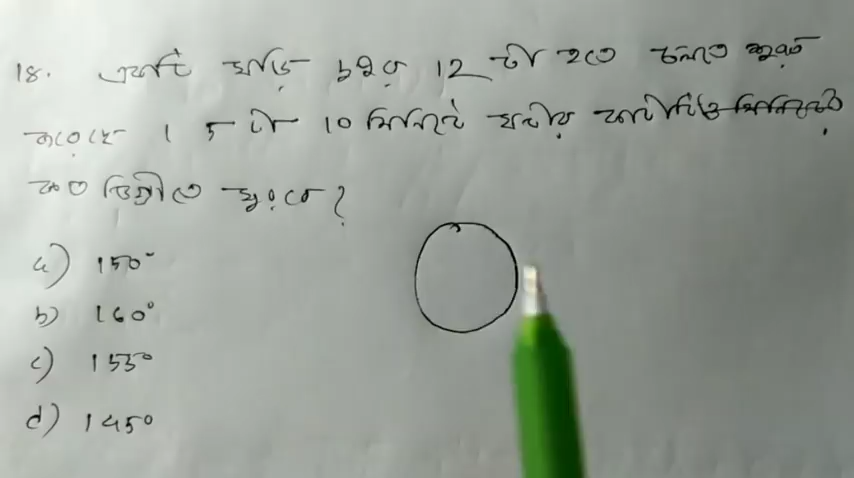 18. একটি ঘড়ি দুপুর 12 টা হতে চলতে শুরু
করেছে । 5 টা 10 মিনিটে ঘন্টার কাটাটি
কত ডিগ্রীতে ঘুরবে?
a) 150°
b) 160°
c) 155°
d) 145°